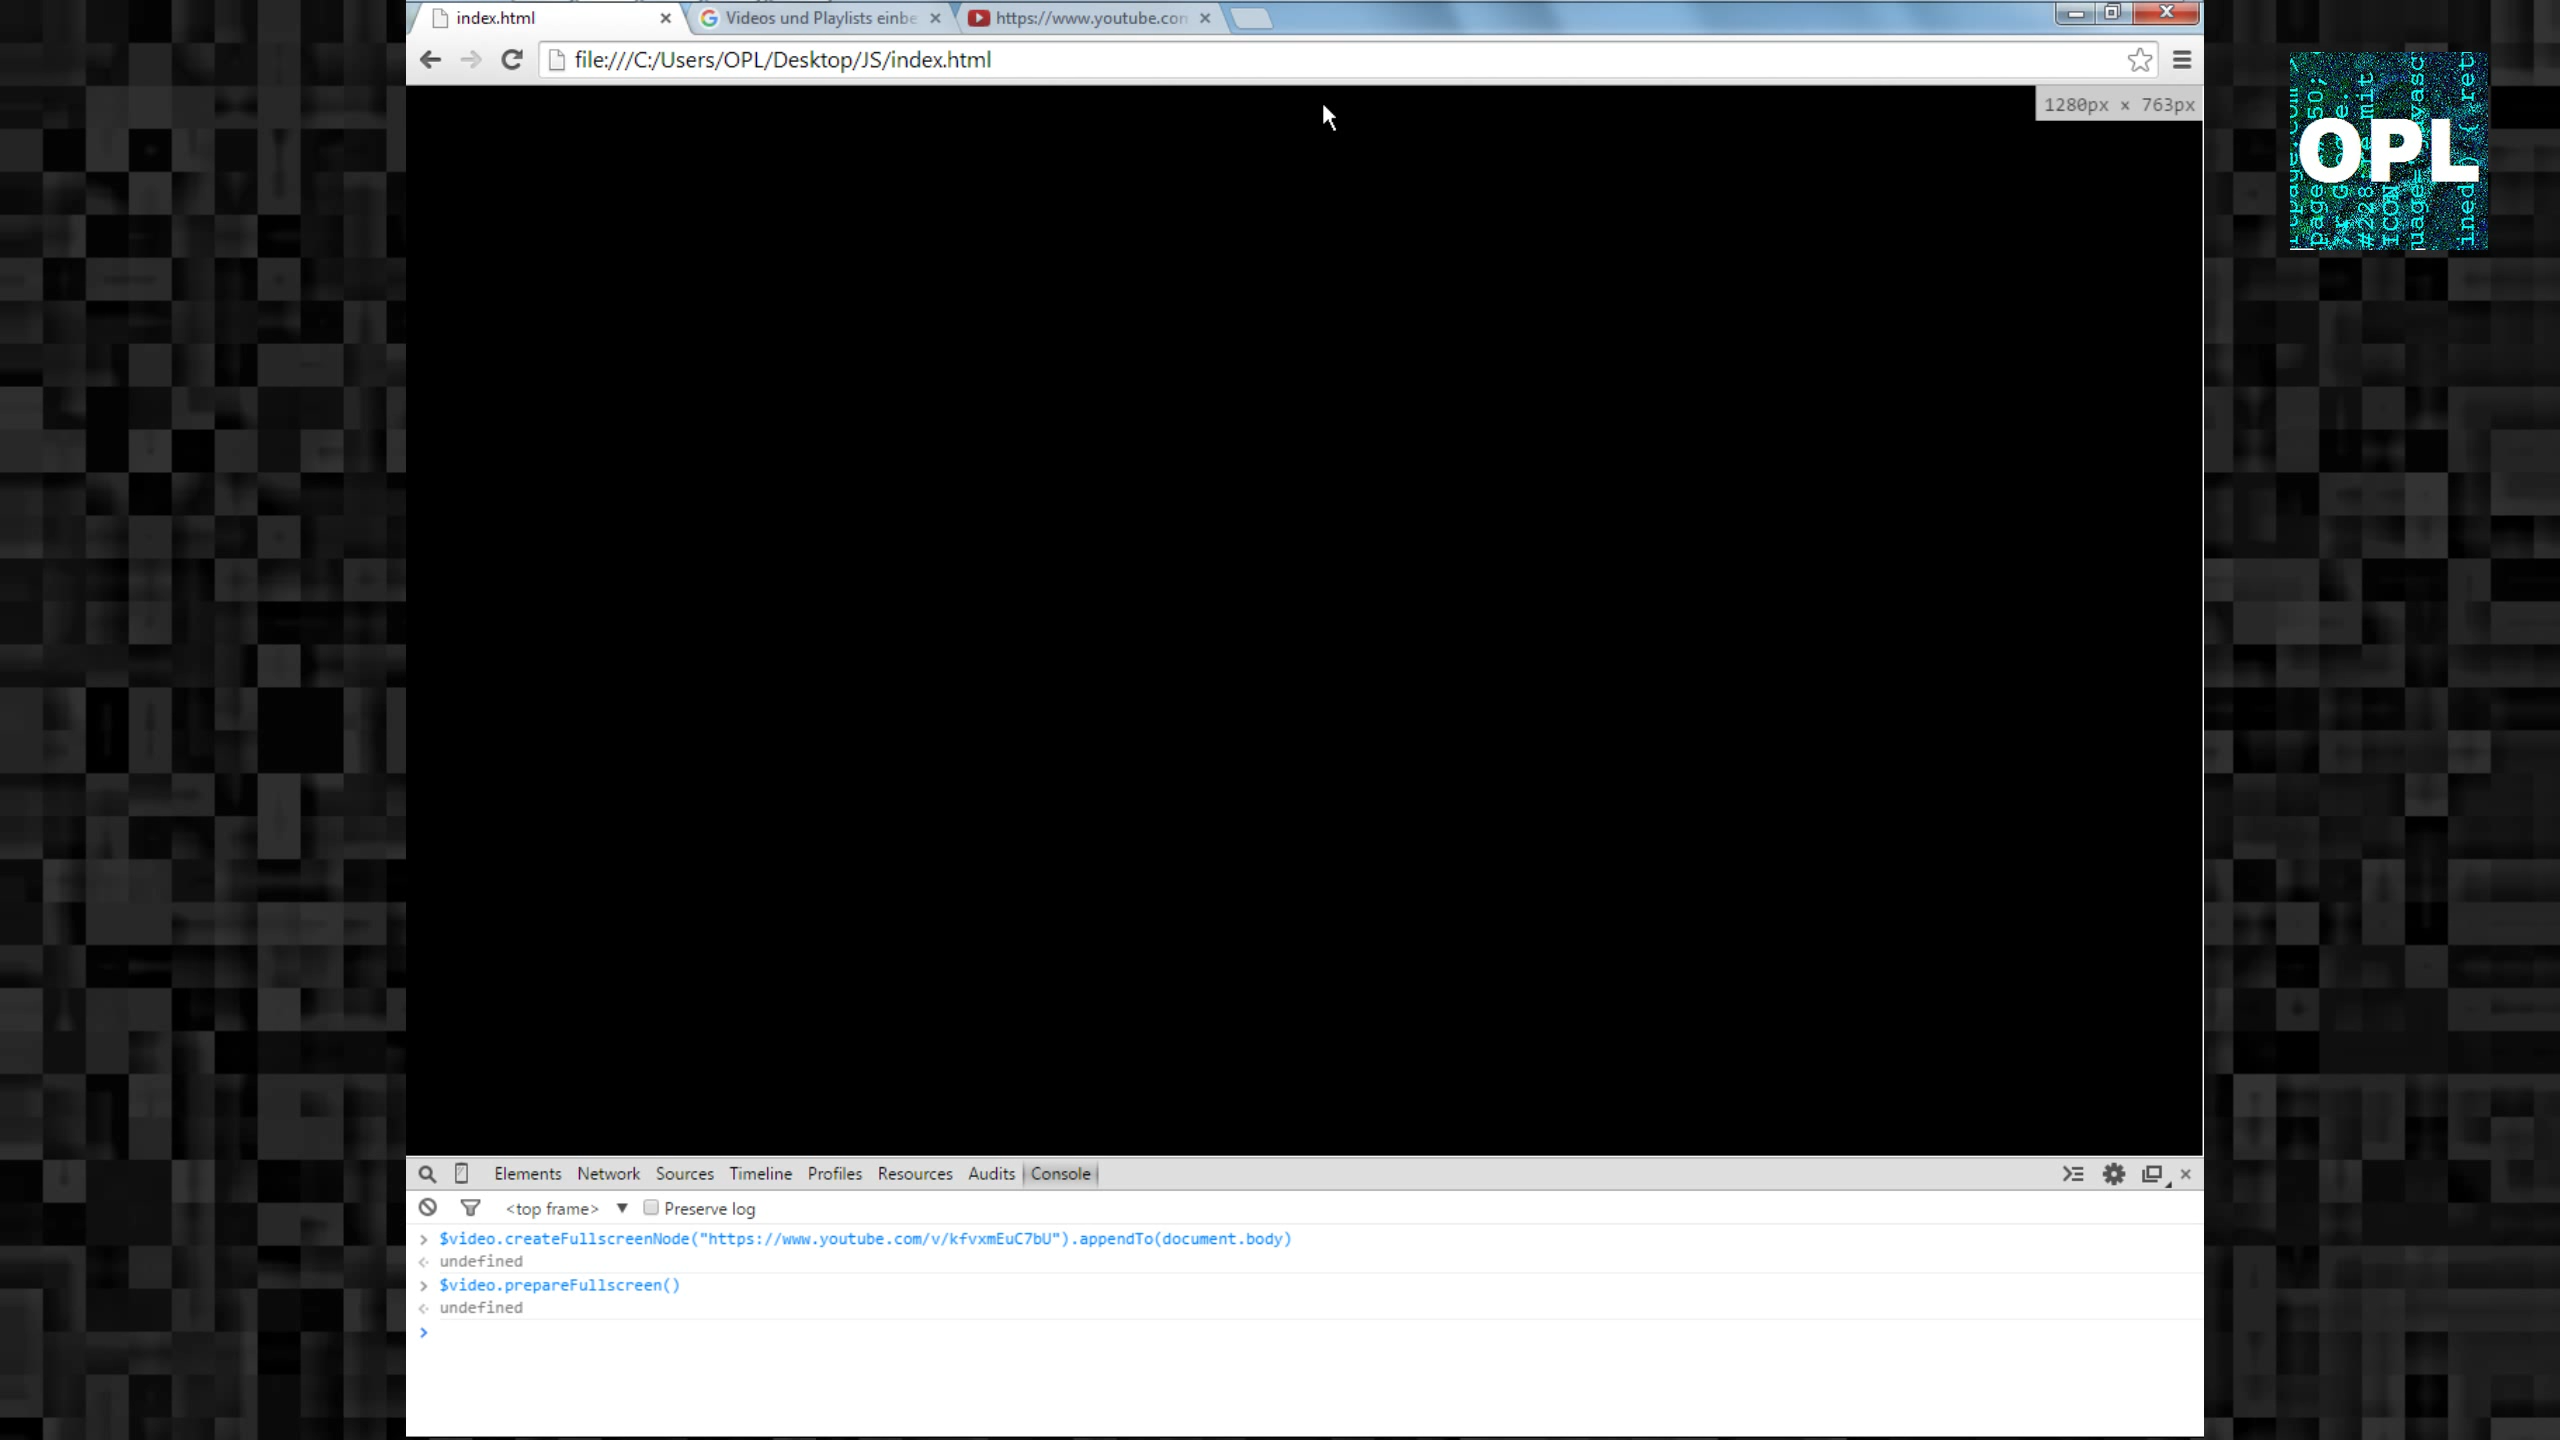 index.html
Videos und Playlists einbe
https://www.youtube.con
file:///C:/Users/OPL/Desktop/JS/index.html
1280px × 763px
OPL
Elements Network Sources Timeline Profiles Resources Audits Console
<top frame> ▼ Preserve log
> $video.createFullscreenNode("https://www.youtube.com/v/kfvxmEuC7bU").appendTo(document.body)
undefined
> $video.prepareFullscreen()
undefined
>